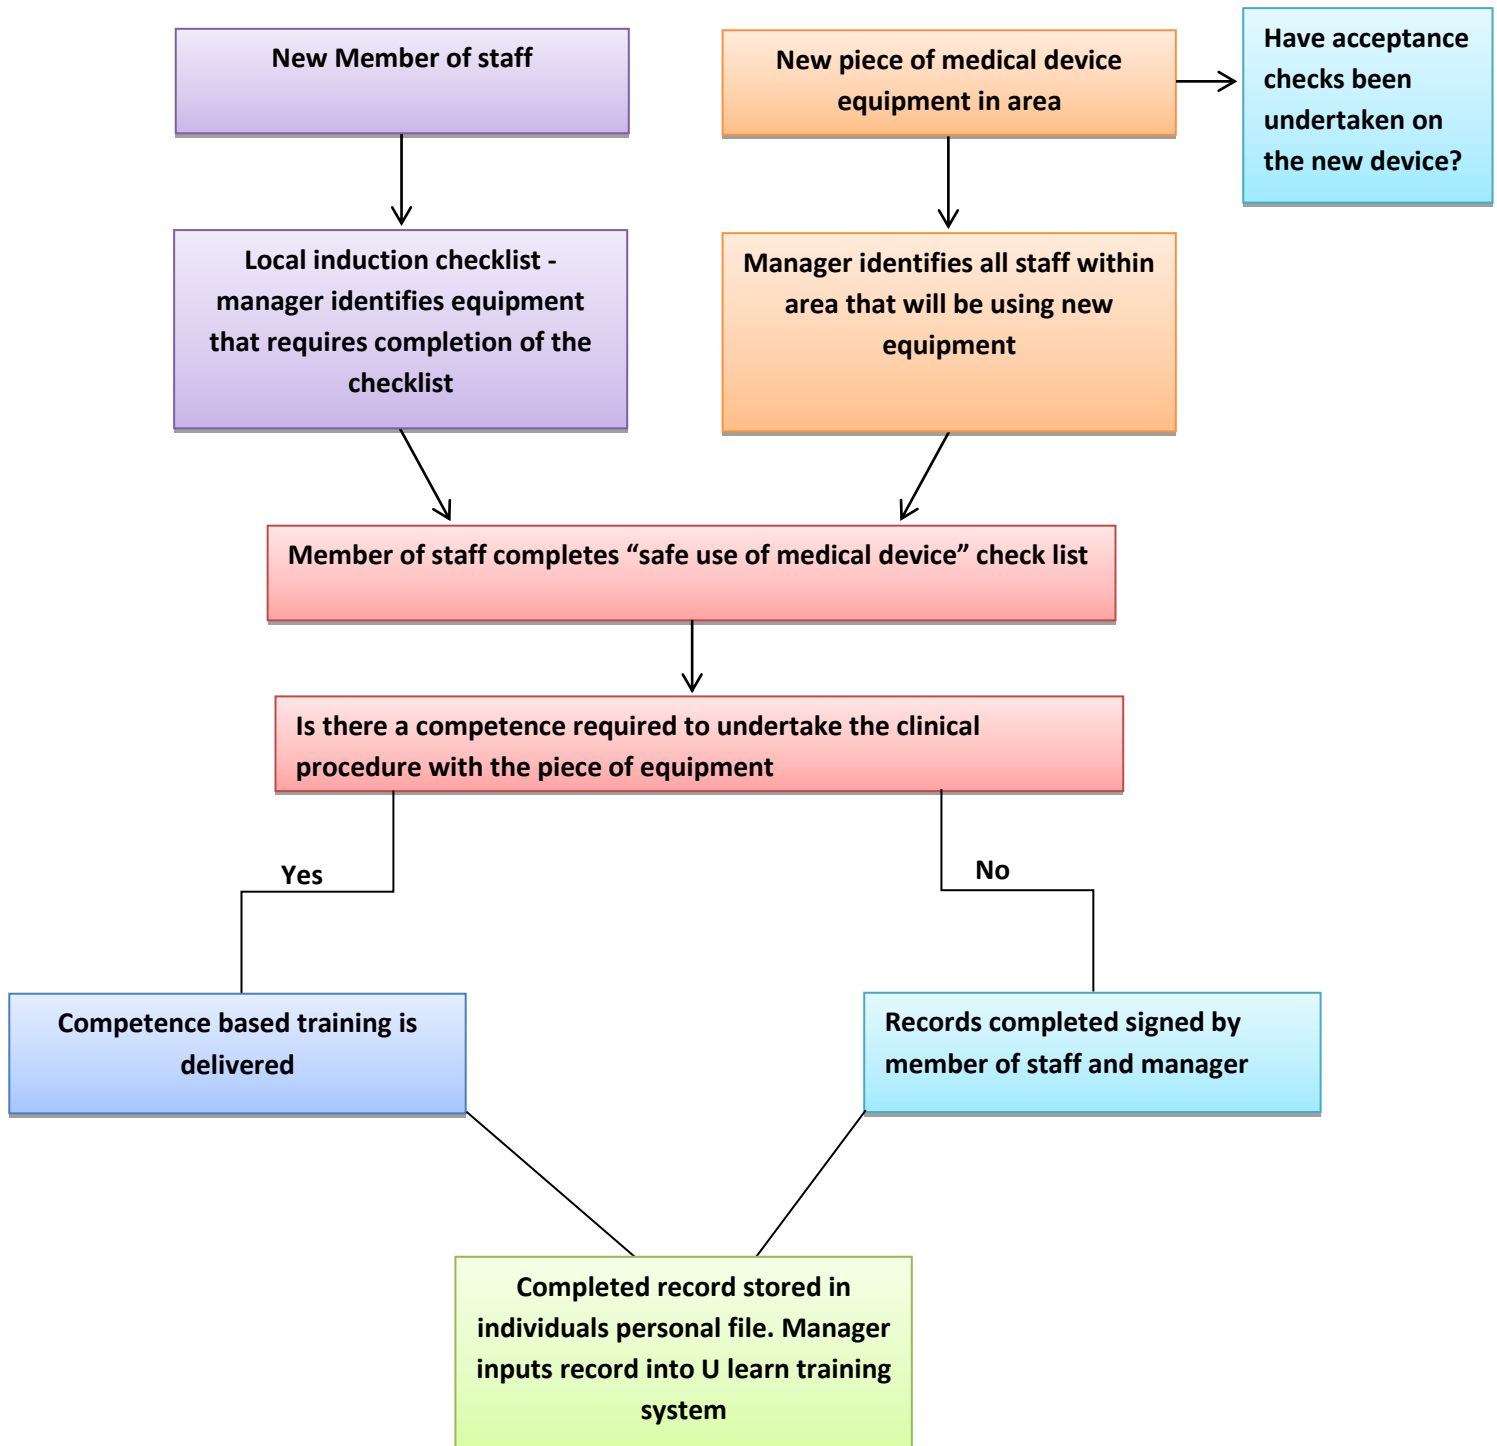 New Member of staff
New piece of medical device
equipment in area
Have acceptance
checks been
undertaken on
the new device?
Local induction checklist -
manager identifies equipment
that requires completion of the
checklist
Manager identifies all staff within
area that will be using new
equipment
Member of staff completes “safe use of medical device” check list
Is there a competence required to undertake the clinical
procedure with the piece of equipment
Yes
No
Competence based training is
delivered
Records completed signed by
member of staff and manager
Completed record stored in
individuals personal file. Manager
inputs record into U learn training
system